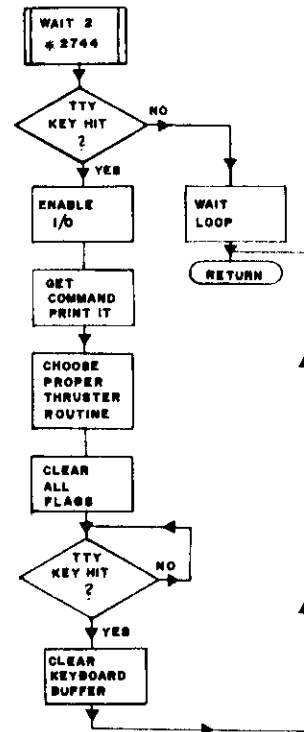 WAIT 2
* 2744
TTY
KEY HIT
?
NO
YES
ENABLE
I/O
WAIT
LOOP
RETURN
GET
COMMAND
PRINT IT
CHOOSE
PROPER
THRUSTER
ROUTINE
CLEAR
ALL
FLAGS
TTY
KEY HIT
?
NO
YES
CLEAR
KEYBOARD
BUFFER